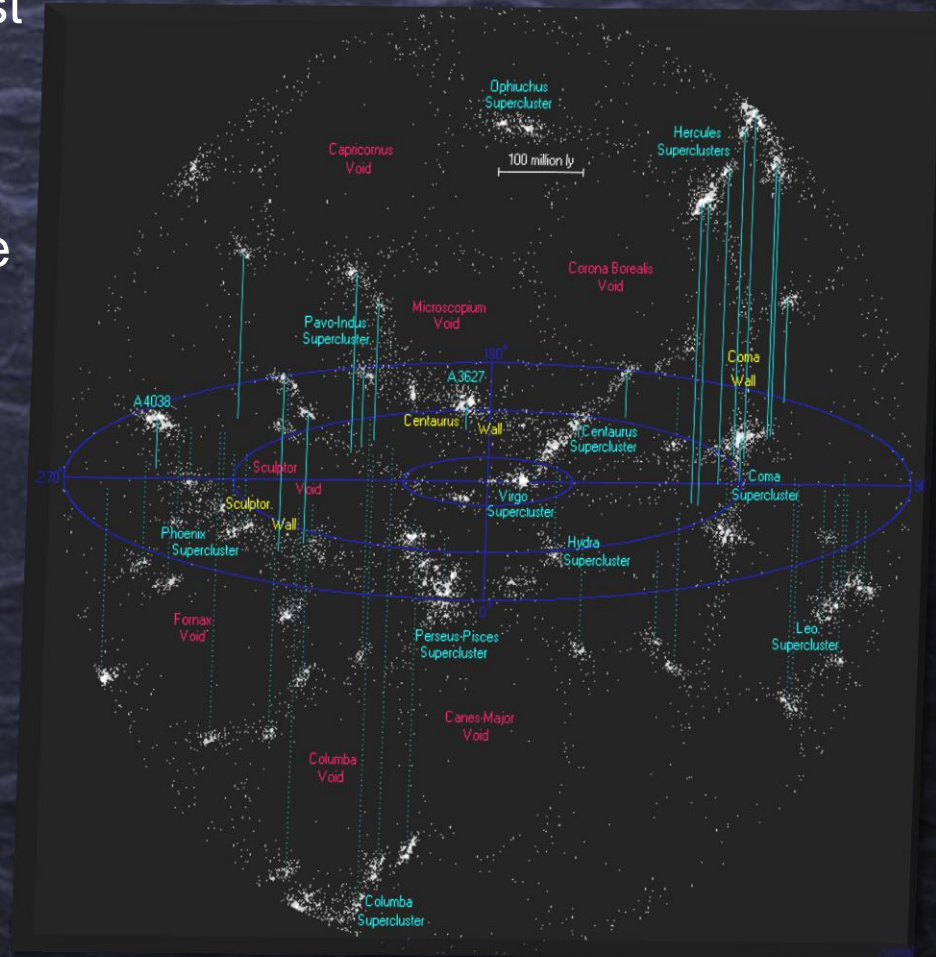 st
e
Ophiuchus
Supercluster
Hercules
Superclusters
Capricornus
Void
100 million ly
Corona Borealis
Void
Microscopium
Void
Pavo-Indus
Supercluster
180°
Coma
Wall
A3627
A4038
Centaurus
Wall
Centaurus
Supercluster
270°
Sculptor
Void
Coma
Supercluster
Virgo
Supercluster
Sculptor
Wall
Phoenix
Supercluster
Hydra
Supercluster
0°
Fornax
Void
Perseus-Pisces
Supercluster
Leo
Supercluster
Canes-Major
Void
Columba
Void
Columba
Supercluster